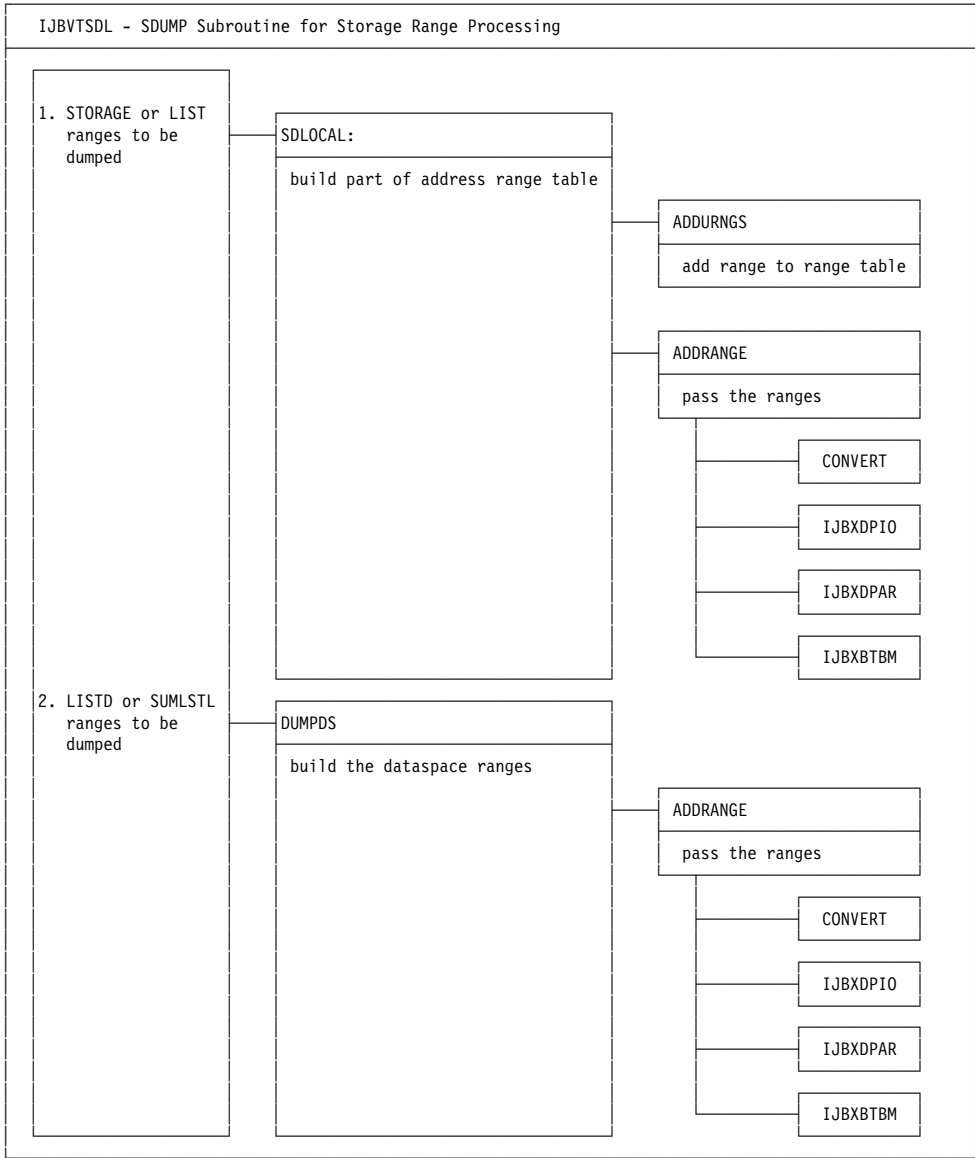 IJBVTSDL - SDUMP Subroutine for Storage Range Processing
1. STORAGE or LIST
ranges to be
dumped
SDLOCAL:
build part of address range table
ADDURNGS
add range to range table
ADDRANGE
pass the ranges
CONVERT
IJBXDPIO
IJBXDPAR
IJBXBTBM
2. LISTD or SUMLSTL
ranges to be
dumped
DUMPDS
build the dataspace ranges
ADDRANGE
pass the ranges
CONVERT
IJBXDPIO
IJBXDPAR
IJBXBTBM